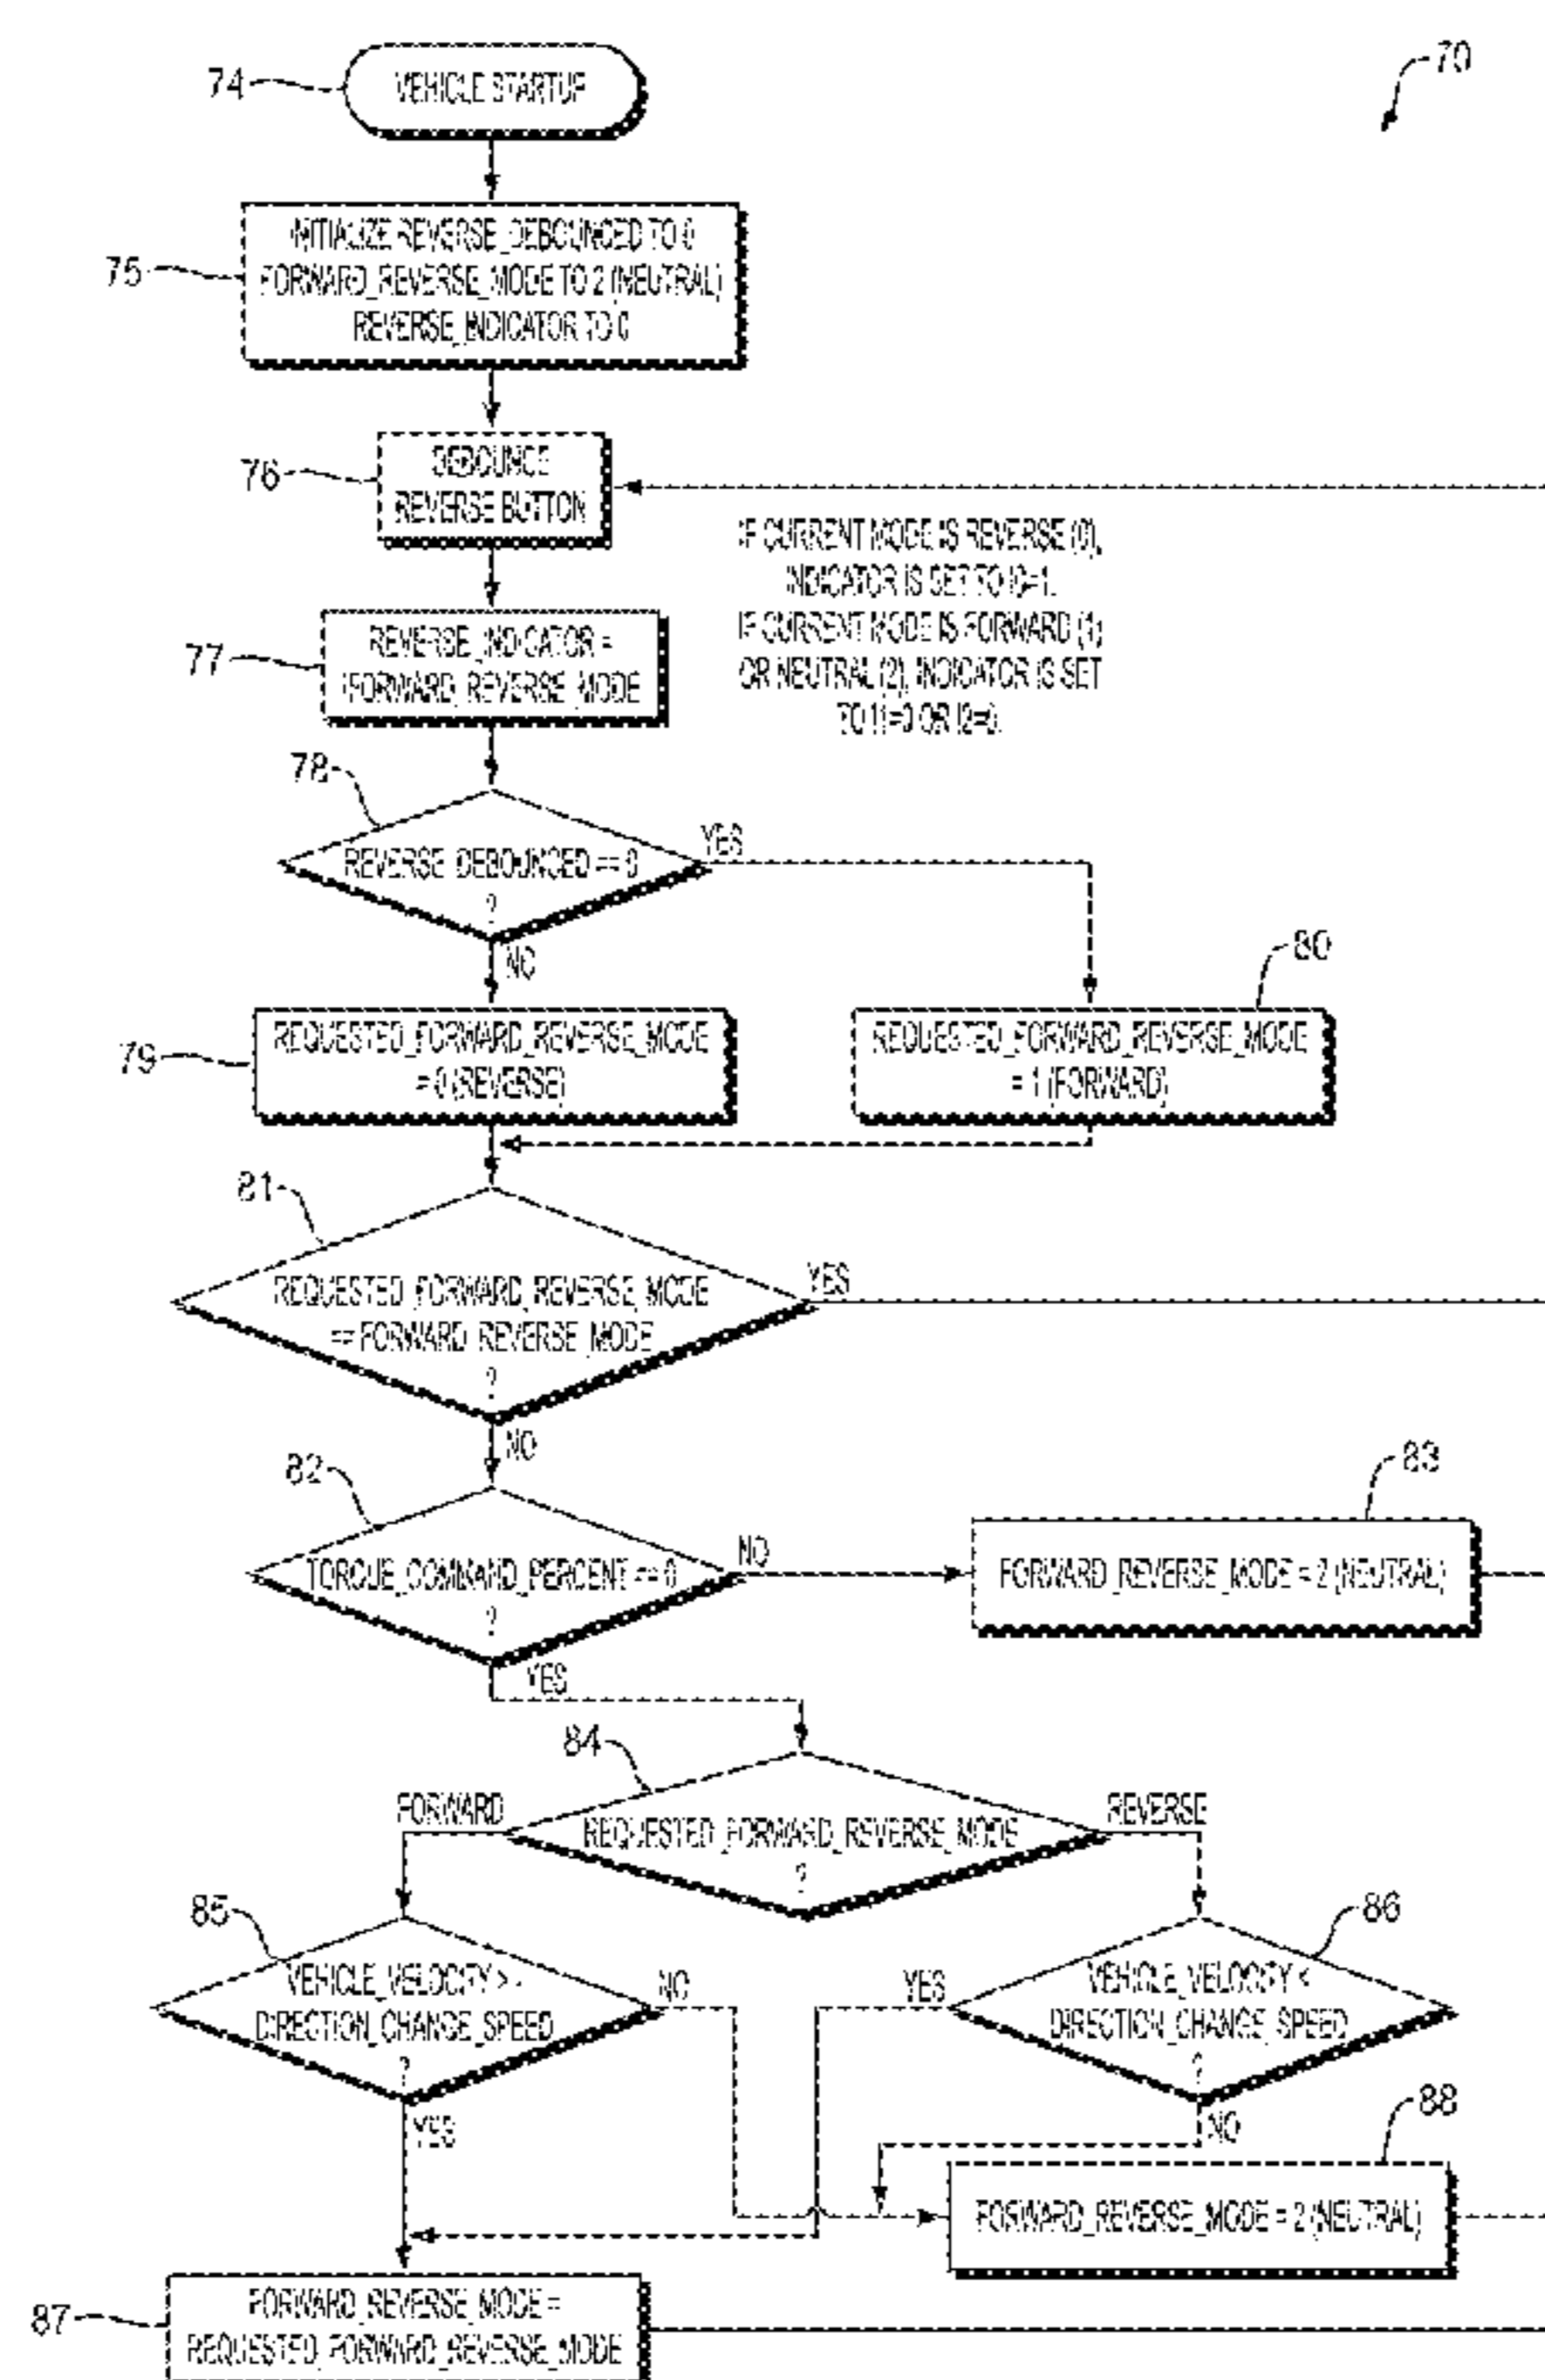 70
74
VEHICLE STARTUP
75
INITIALIZE REVERSE_DEBOUNCED TO 0
FORWARD_REVERSE_MODE TO 2 (NEUTRAL)
REVERSE_INDICATOR TO 0
76
DEBOUNCE
REVERSE BUTTON
IF CURRENT MODE IS REVERSE (0),
INDICATOR IS SET TO !0=1.
IF CURRENT MODE IS FORWARD (1)
OR NEUTRAL (2), INDICATOR IS SET
TO !1=0 OR !2=0.
77
REVERSE_INDICATOR =
!FORWARD_REVERSE_MODE
78
REVERSE_DEBOUNCED == 0
?
YES
NO
79
REQUESTED_FORWARD_REVERSE_MODE
= 0 (REVERSE)
80
REQUESTED_FORWARD_REVERSE_MODE
= 1 (FORWARD)
81
REQUESTED_FORWARD_REVERSE_MODE
== FORWARD_REVERSE_MODE
?
YES
NO
82
TORQUE_COMMAND_PERCENT == 0
?
NO
YES
83
FORWARD_REVERSE_MODE = 2 (NEUTRAL)
84
FORWARD
REQUESTED_FORWARD_REVERSE_MODE
?
REVERSE
85
VEHICLE_VELOCITY > -
DIRECTION_CHANGE_SPEED
?
NO
YES
86
VEHICLE_VELOCITY <
DIRECTION_CHANGE_SPEED
?
YES
NO
88
FORWARD_REVERSE_MODE = 2 (NEUTRAL)
87
FORWARD_REVERSE_MODE =
REQUESTED_FORWARD_REVERSE_MODE